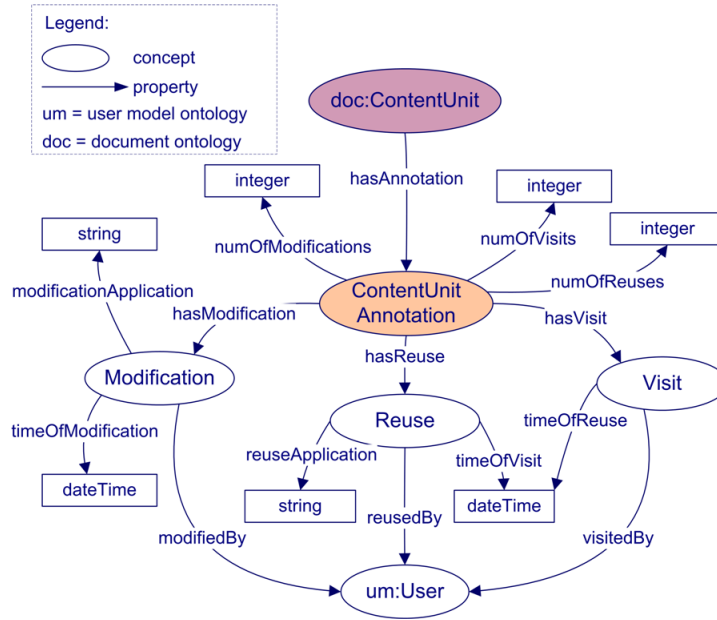 Legend:
concept
property
um = user model ontology
doc = document ontology
doc:ContentUnit
hasAnnotation
integer
integer
integer
string
numOfModifications
numOfVisits
numOfReuses
modificationApplication
ContentUnit
Annotation
hasModification
hasVisit
hasReuse
Modification
Visit
Reuse
timeOfModification
timeOfReuse
reuseApplication
timeOfVisit
dateTime
string
dateTime
reusedBy
modifiedBy
visitedBy
um:User